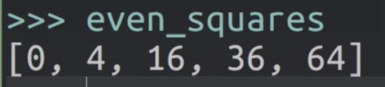 >>> even_squares
[0, 4, 16, 36, 64]